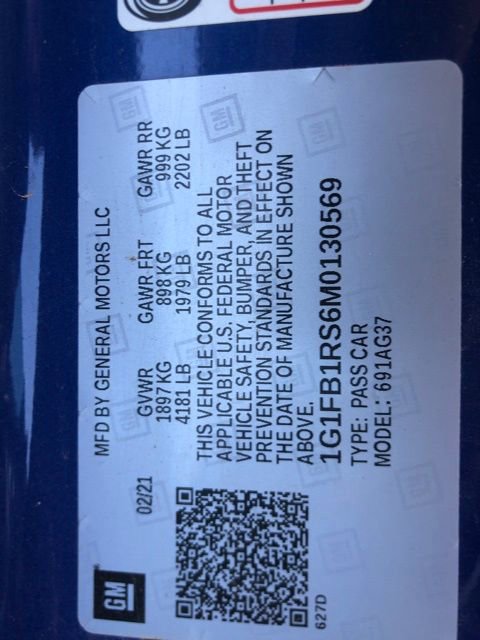 MFD BY GENERAL MOTORS LLC
02/21
GVWR GAWR FRT GAWR RR
1897 KG 898 KG 999 KG
4181 LB 1979 LB 2202 LB
THIS VEHICLE CONFORMS TO ALL
APPLICABLE U.S. FEDERAL MOTOR
VEHICLE SAFETY, BUMPER, AND THEFT
PREVENTION STANDARDS IN EFFECT ON
THE DATE OF MANUFACTURE SHOWN
ABOVE.
1G1FB1RS6M0130569
TYPE: PASS CAR
MODEL: 691AG37
GM
627D